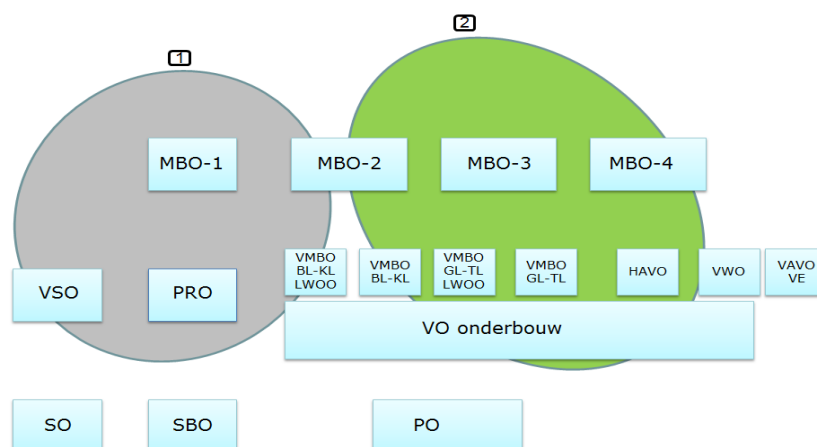 2
1
MBO-1
MBO-2
MBO-3
MBO-4
VMBO
BL-KL
LWOO
VMBO
BL-KL
VMBO
GL-TL
LWOO
VMBO
GL-TL
HAVO
VWO
VAVO
VE
VSO
PRO
VO onderbouw
SO
SBO
PO